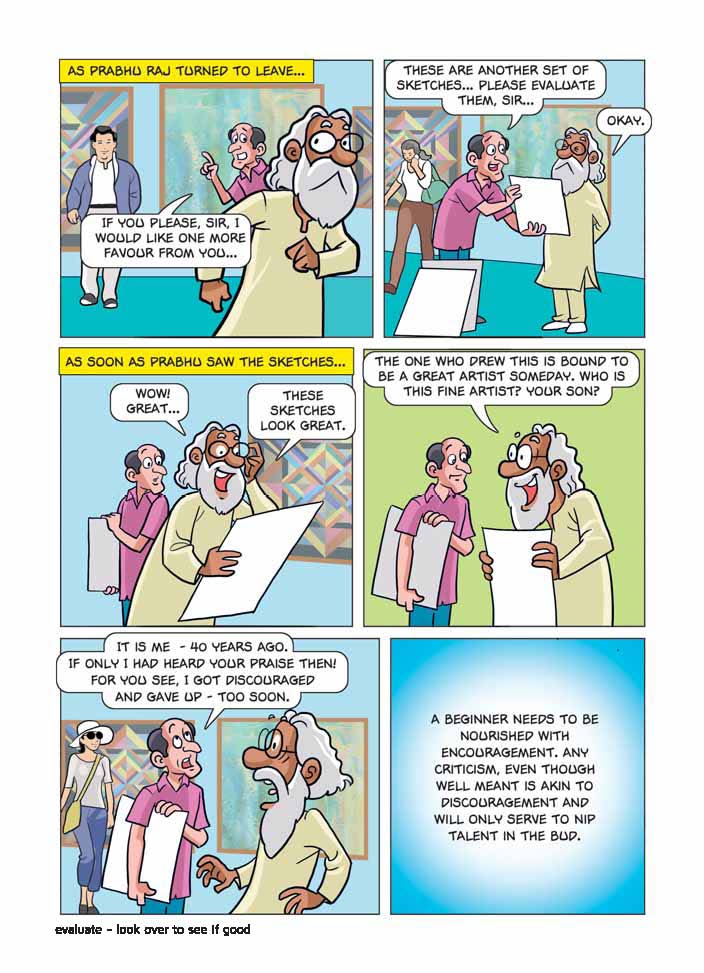 AS PRABHU RAJ TURNED TO LEAVE...
IF YOU PLEASE, SIR, I
WOULD LIKE ONE MORE
FAVOUR FROM YOU...
THESE ARE ANOTHER SET OF
SKETCHES... PLEASE EVALUATE
THEM, SIR...
OKAY.
AS SOON AS PRABHU SAW THE SKETCHES...
WOW!
GREAT...
THESE
SKETCHES
LOOK GREAT.
THE ONE WHO DREW THIS IS BOUND TO
BE A GREAT ARTIST SOMEDAY. WHO IS
THIS FINE ARTIST? YOUR SON?
IT IS ME - 40 YEARS AGO.
IF ONLY I HAD HEARD YOUR PRAISE THEN!
FOR YOU SEE, I GOT DISCOURAGED
AND GAVE UP - TOO SOON.
A BEGINNER NEEDS TO BE
NOURISHED WITH
ENCOURAGEMENT. ANY
CRITICISM, EVEN THOUGH
WELL MEANT IS AKIN TO
DISCOURAGEMENT AND
WILL ONLY SERVE TO NIP
TALENT IN THE BUD.
evaluate - look over to see if good